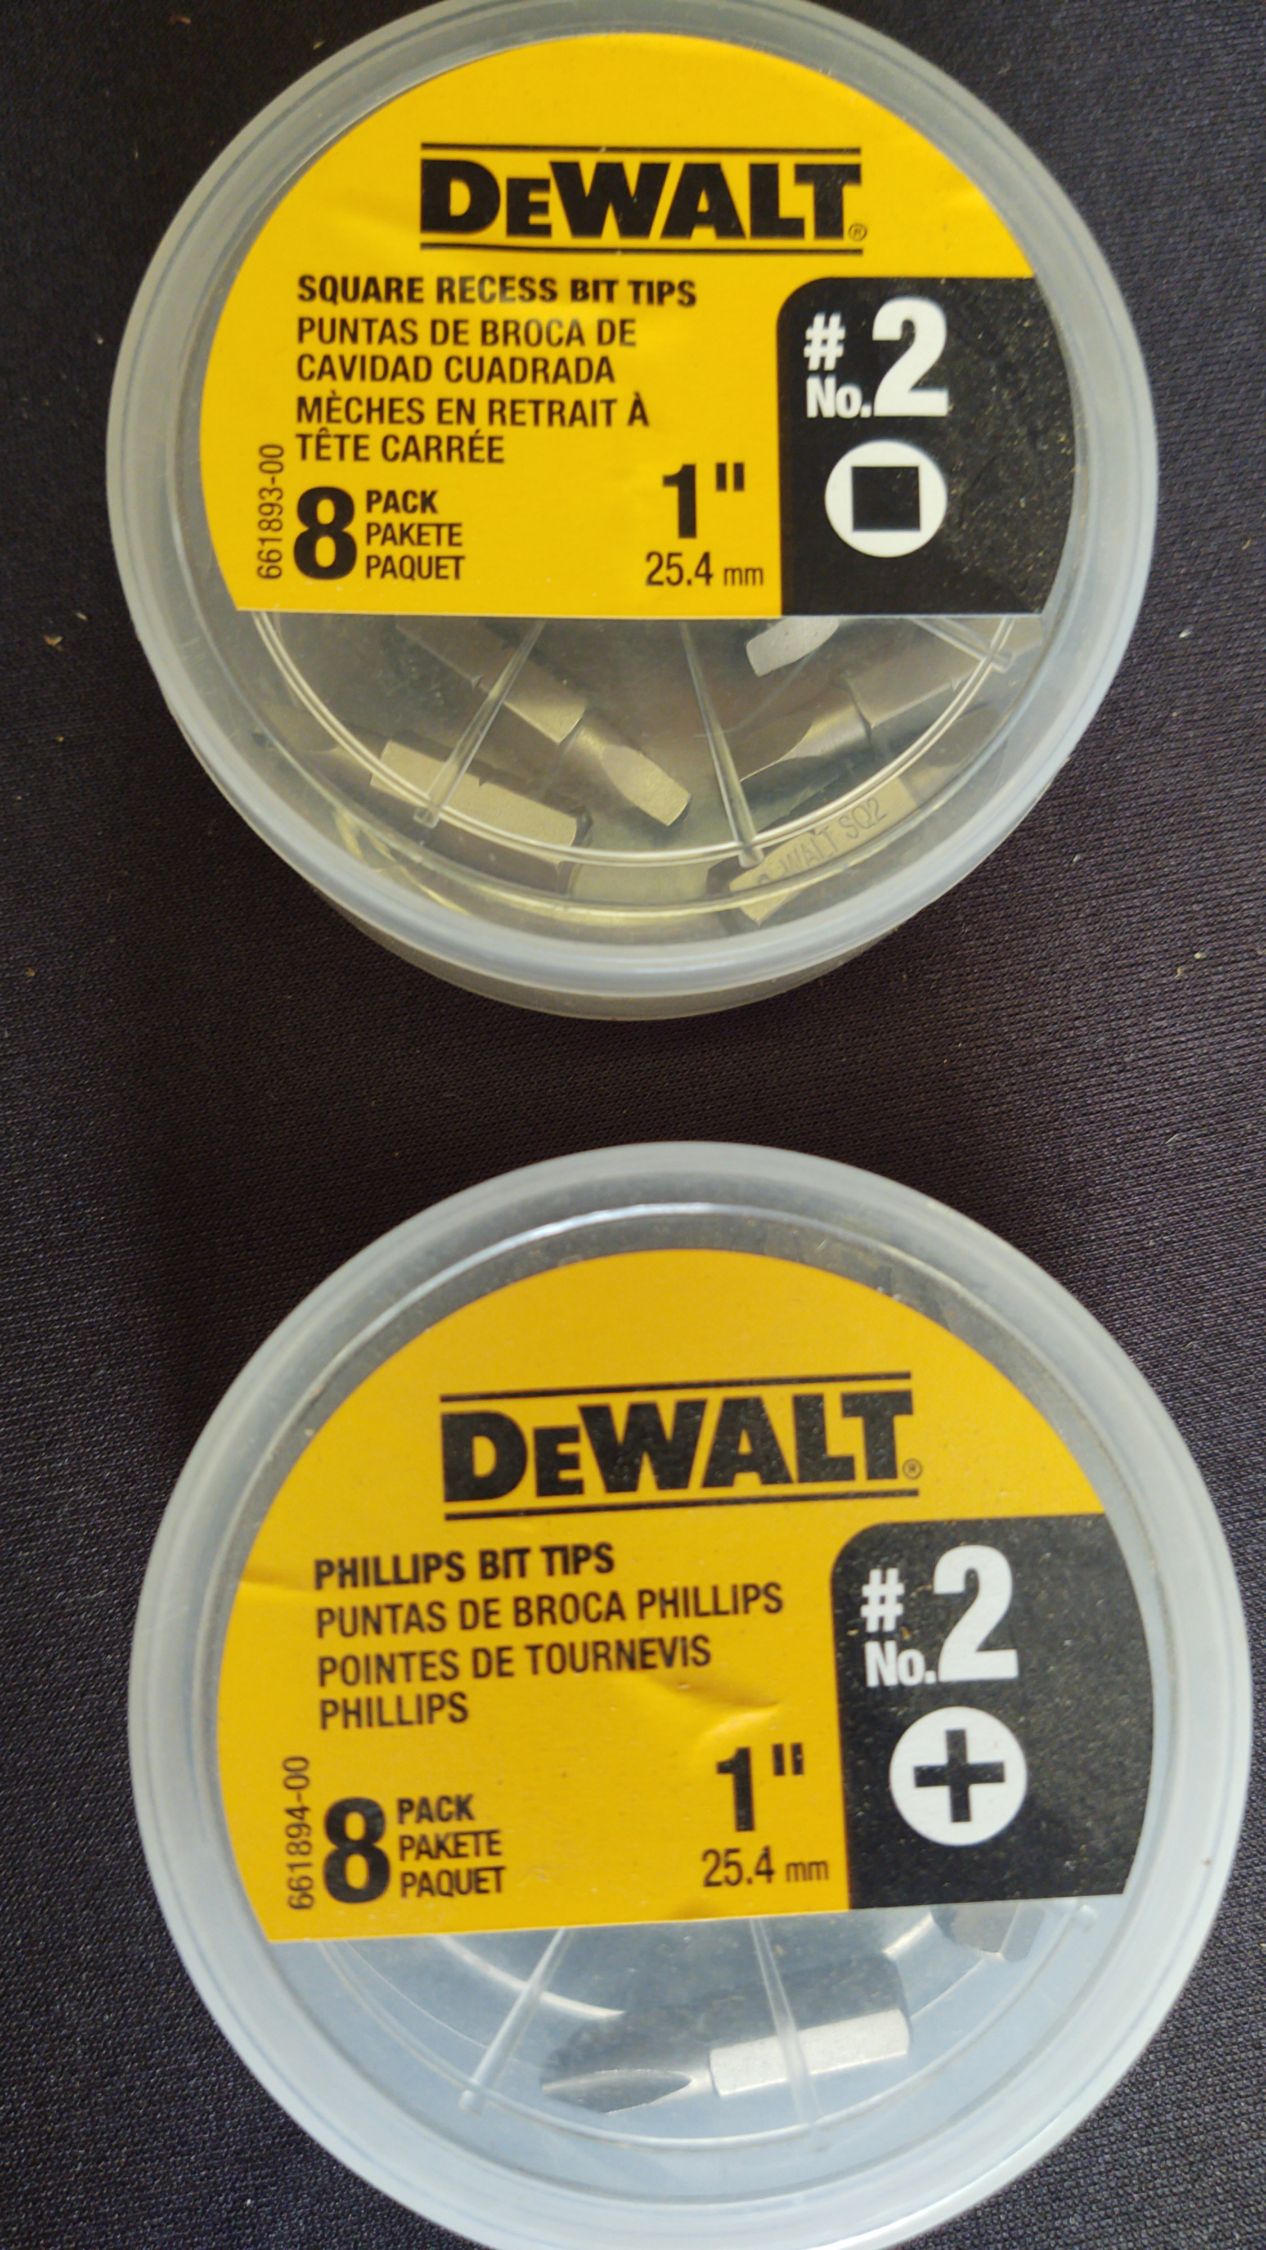 DEWALT®
SQUARE RECESS BIT TIPS
PUNTAS DE BROCA DE
CAVIDAD CUADRADA
MÈCHES EN RETRAIT À
TÊTE CARRÉE
661893-00
8 PACK
PAKETE
PAQUET
1"
25.4 mm
#
No. 2
WALT SQ2
DEWALT®
PHILLIPS BIT TIPS
PUNTAS DE BROCA PHILLIPS
POINTES DE TOURNEVIS
PHILLIPS
661894-00
8 PACK
PAKETE
PAQUET
1"
25.4 mm
#
No. 2